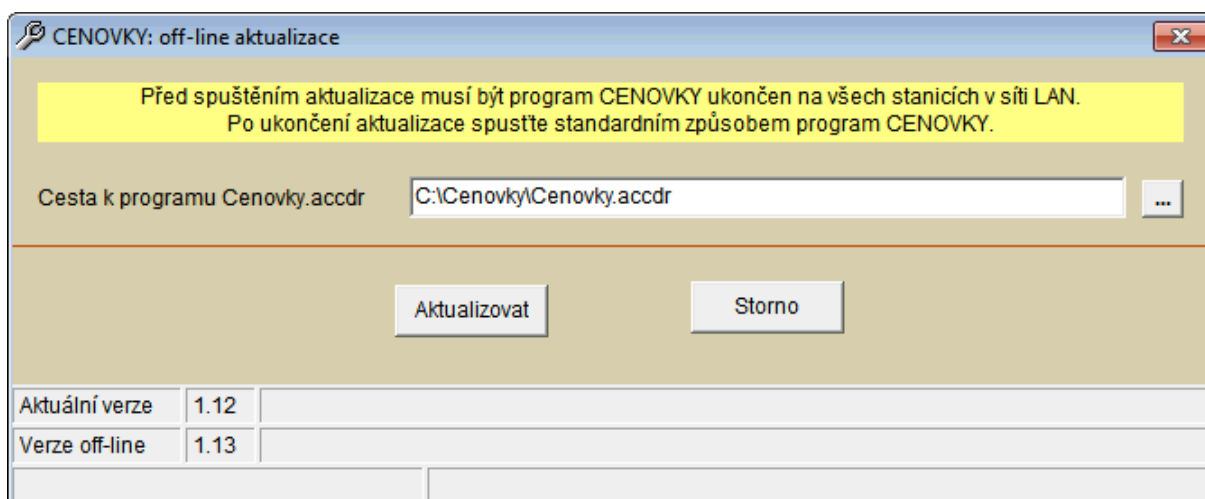 CENOVKY: off-line aktualizace
Před spuštěním aktualizace musí být program CENOVKY ukončen na všech stanicích v síti LAN.
Po ukončení aktualizace spusťte standardním způsobem program CENOVKY.
Cesta k programu Cenovky.accdr C:\Cenovky\Cenovky.accdr ...
Aktualizovat Storno
Aktuální verze 1.12
Verze off-line 1.13